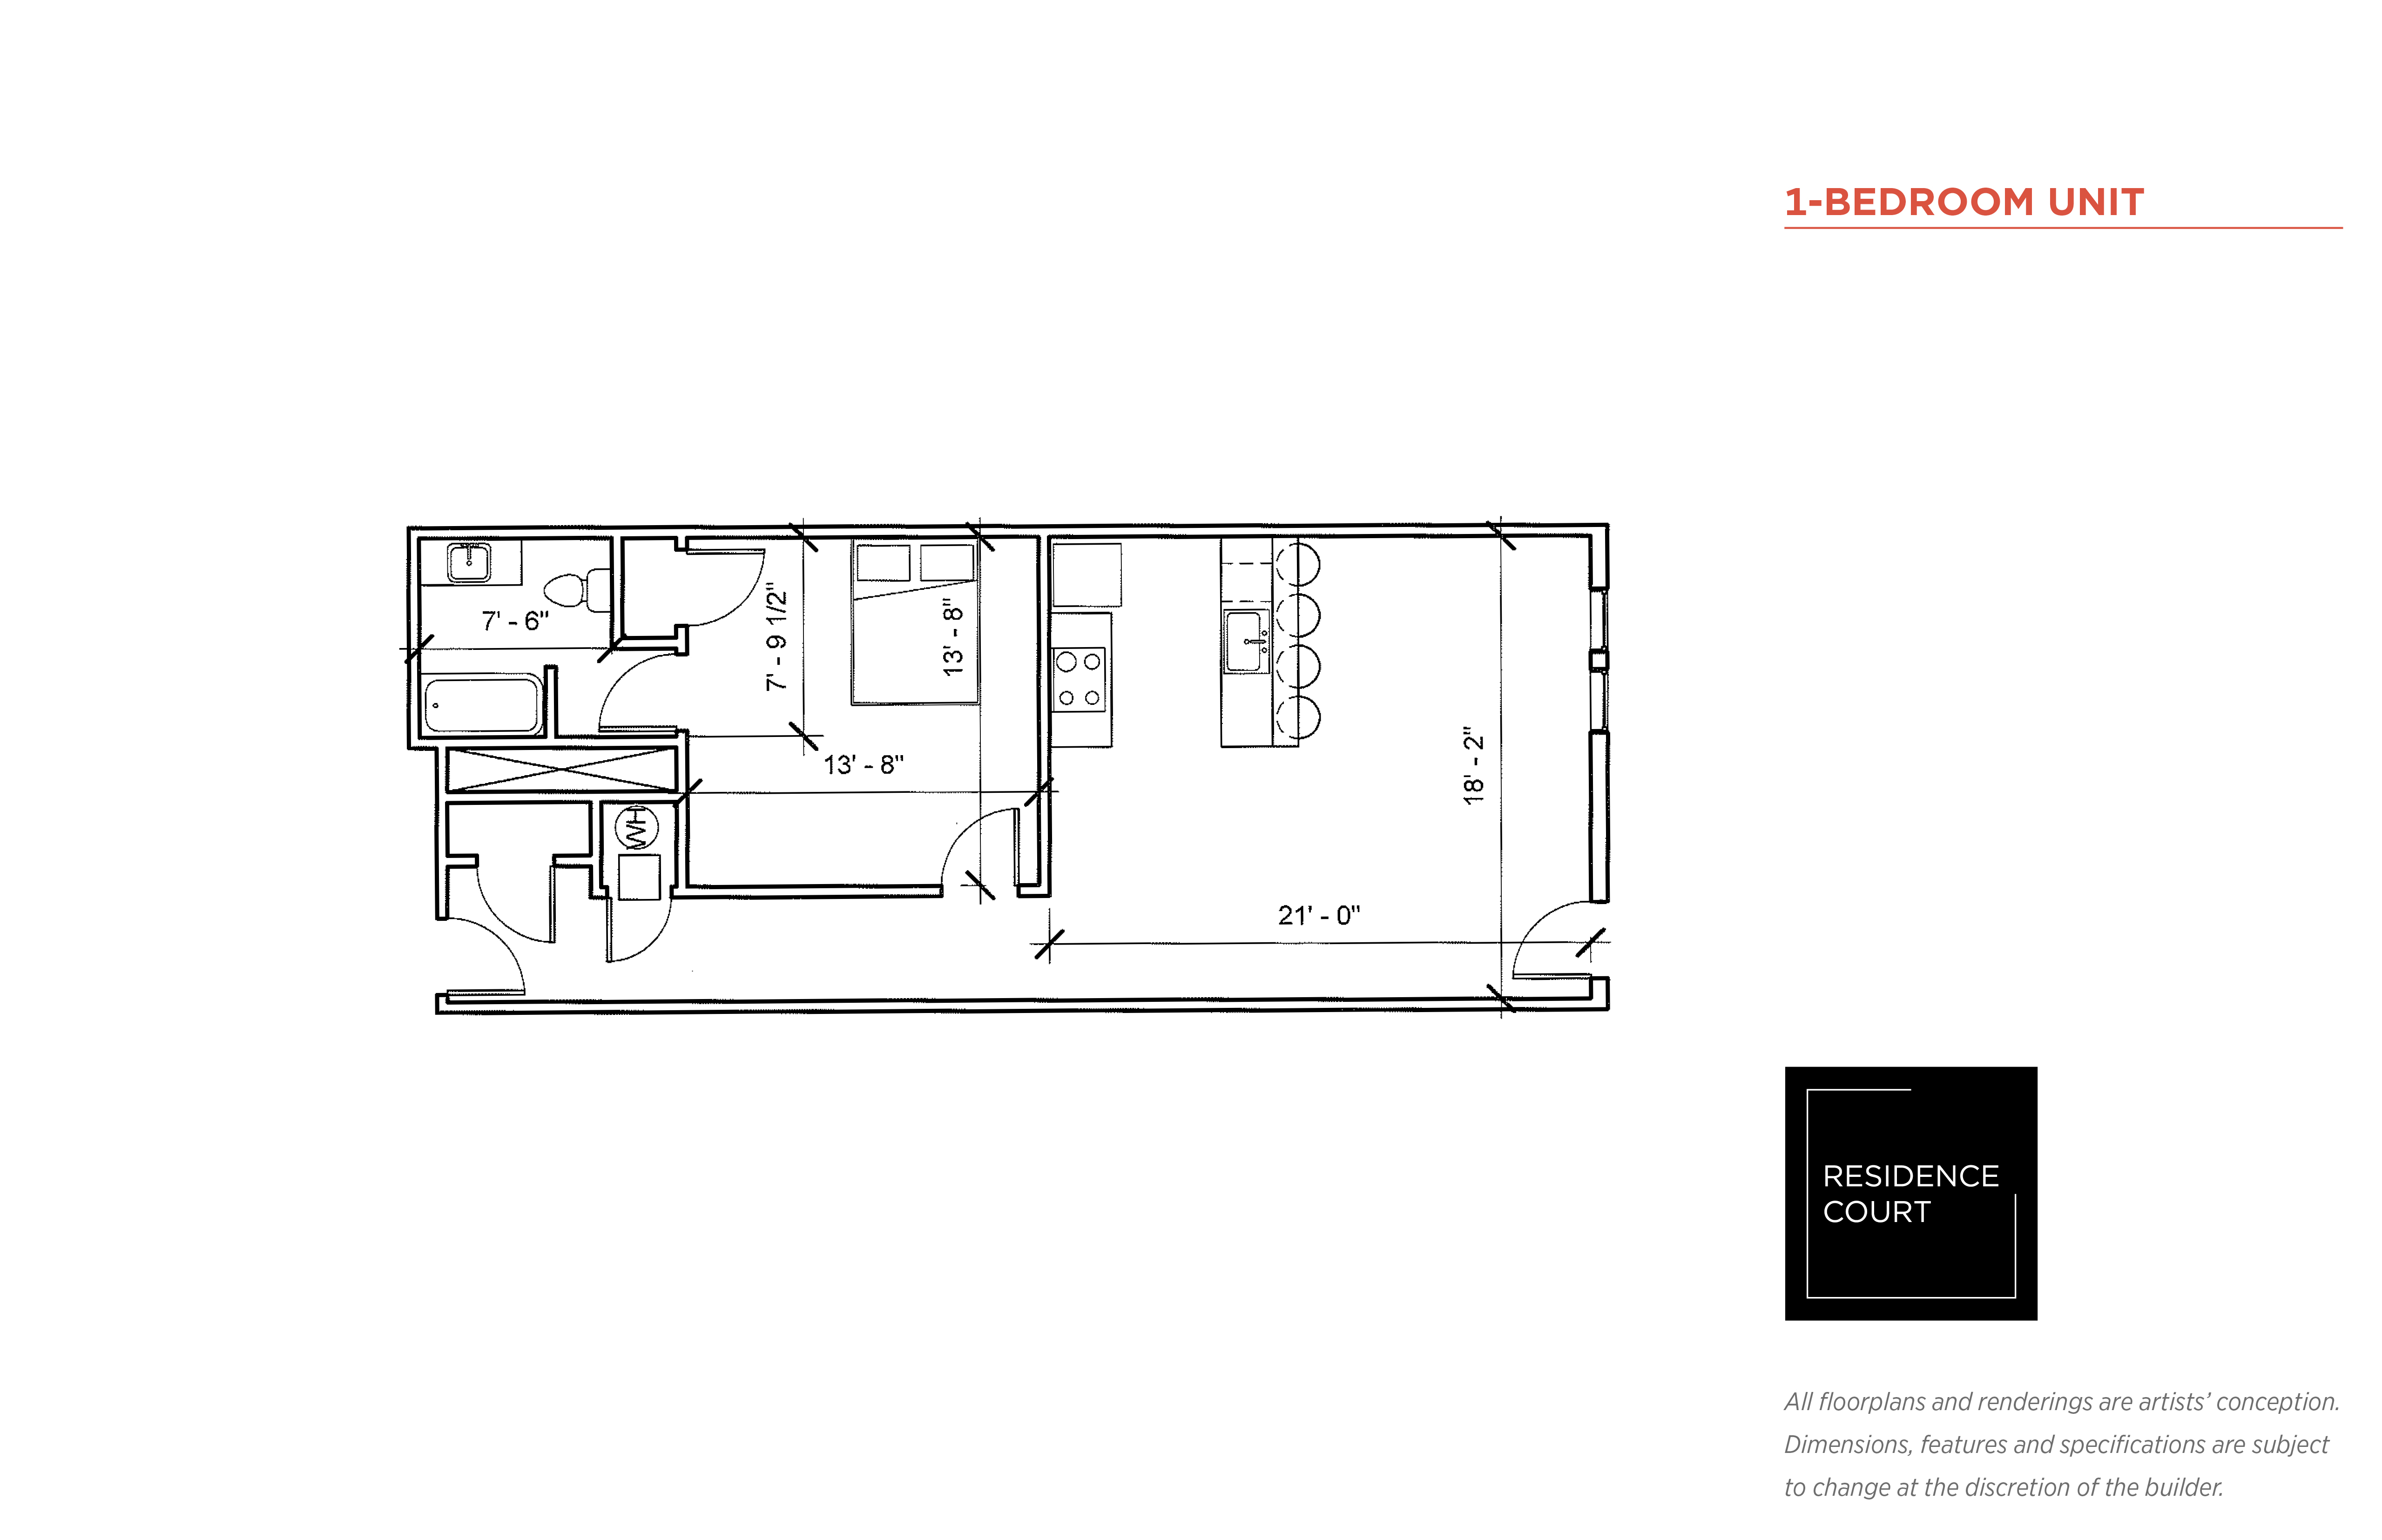 1-BEDROOM UNIT
7' - 6"
7' - 9 1/2"
13' - 8"
13' - 8"
WH
18' - 2"
21' - 0"
RESIDENCE
COURT
All floorplans and renderings are artists’ conception.
Dimensions, features and specifications are subject
to change at the discretion of the builder.